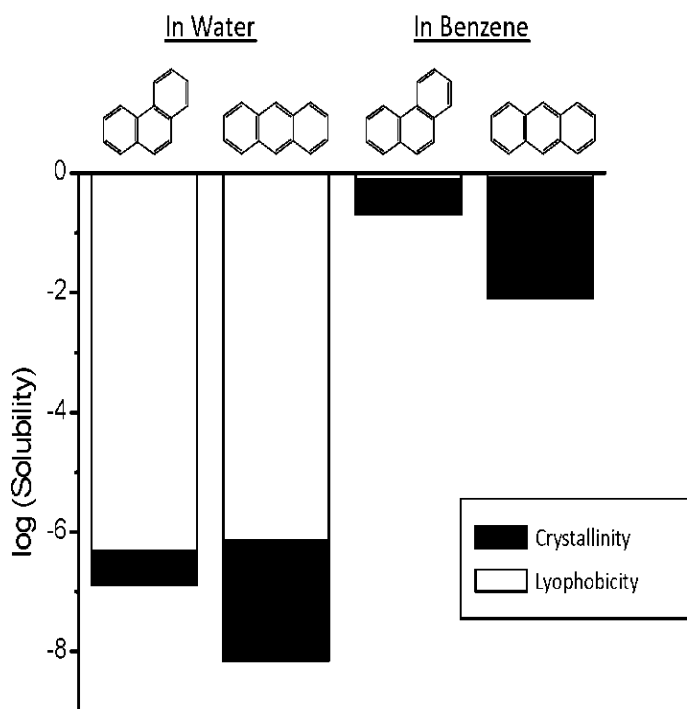 In Water
In Benzene
0
-2
-4
-6
-8
log (Solubility)
Crystallinity
Lyophobicity